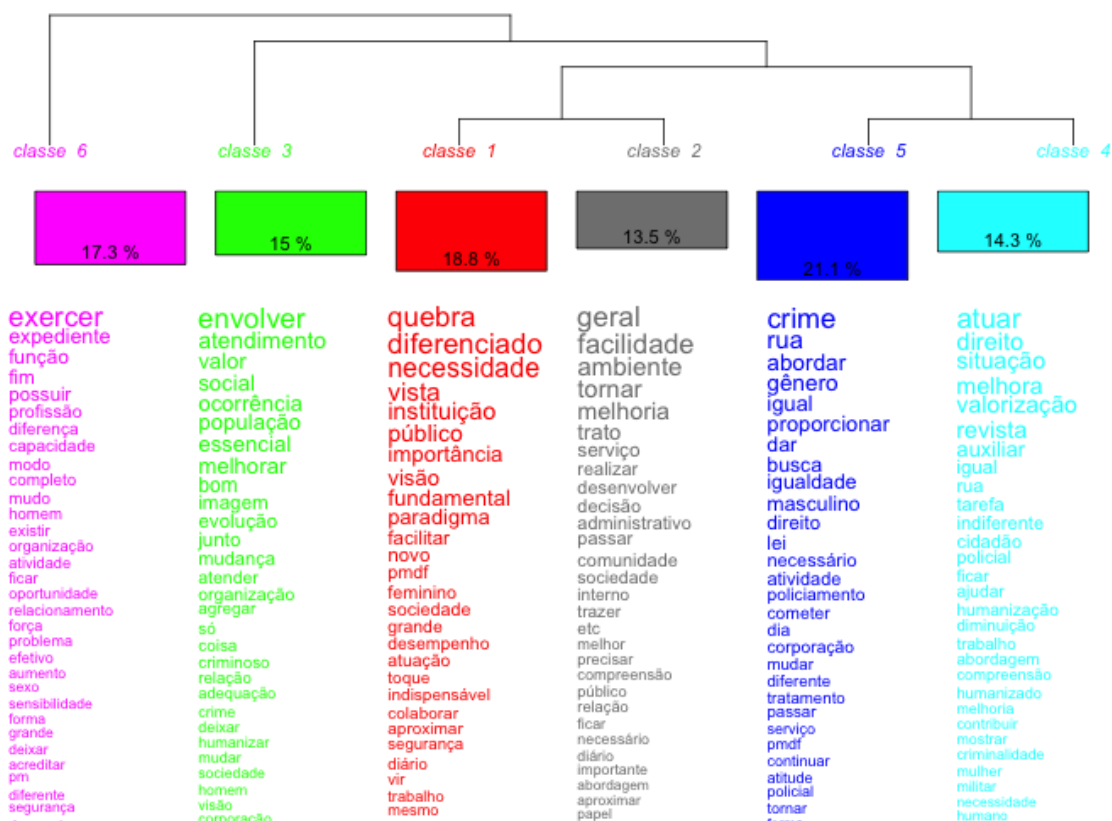 classe 6
classe 3
classe 1
classe 2
classe 5
classe 4
17.3 %
15 %
18.8 %
13.5 %
21.1 %
14.3 %
exercer
expediente
função
fim
possuir
profissão
diferença
capacidade
modo
completo
mudo
homem
existir
organização
atividade
ficar
oportunidade
relacionamento
força
problema
efetivo
aumento
sexo
sensibilidade
forma
grande
deixar
acreditar
pm
diferente
segurança
envolver
atendimento
valor
social
ocorrência
população
essencial
melhorar
bom
imagem
evolução
junto
mudança
atender
organização
agregar
só
coisa
criminoso
relação
adequação
crime
deixar
humanizar
mudar
sociedade
homem
visão
corporação
quebra
diferenciado
necessidade
vista
instituição
público
importância
visão
fundamental
paradigma
facilitar
novo
pmdf
feminino
sociedade
grande
desempenho
atuação
toque
indispensável
colaborar
aproximar
segurança
diário
vir
trabalho
mesmo
geral
facilidade
ambiente
tornar
melhoria
trato
serviço
realizar
desenvolver
decisão
administrativo
passar
comunidade
sociedade
interno
trazer
etc
melhor
precisar
compreensão
público
relação
ficar
necessário
diário
importante
abordagem
aproximar
papel
crime
rua
abordar
gênero
igual
proporcionar
dar
busca
igualdade
masculino
direito
lei
necessário
atividade
policiamento
cometer
dia
corporação
mudar
diferente
tratamento
passar
serviço
pmdf
continuar
atitude
policial
tornar
atuar
direito
situação
melhora
valorização
revista
auxiliar
igual
rua
tarefa
indiferente
cidadão
policial
ficar
ajudar
humanização
diminuição
trabalho
abordagem
compreensão
humanizado
melhoria
contribuir
mostrar
criminalidade
mulher
militar
necessidade
humano